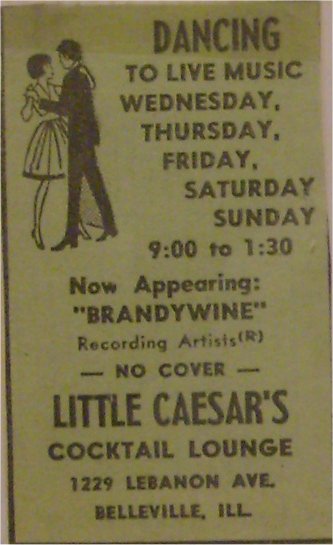 DANCING
TO LIVE MUSIC
WEDNESDAY,
THURSDAY,
FRIDAY,
SATURDAY
SUNDAY
9:00 to 1:30
Now Appearing:
"BRANDYWINE"
Recording Artists(R)
— NO COVER —
LITTLE CAESAR'S
COCKTAIL LOUNGE
1229 LEBANON AVE.
BELLEVILLE, ILL.